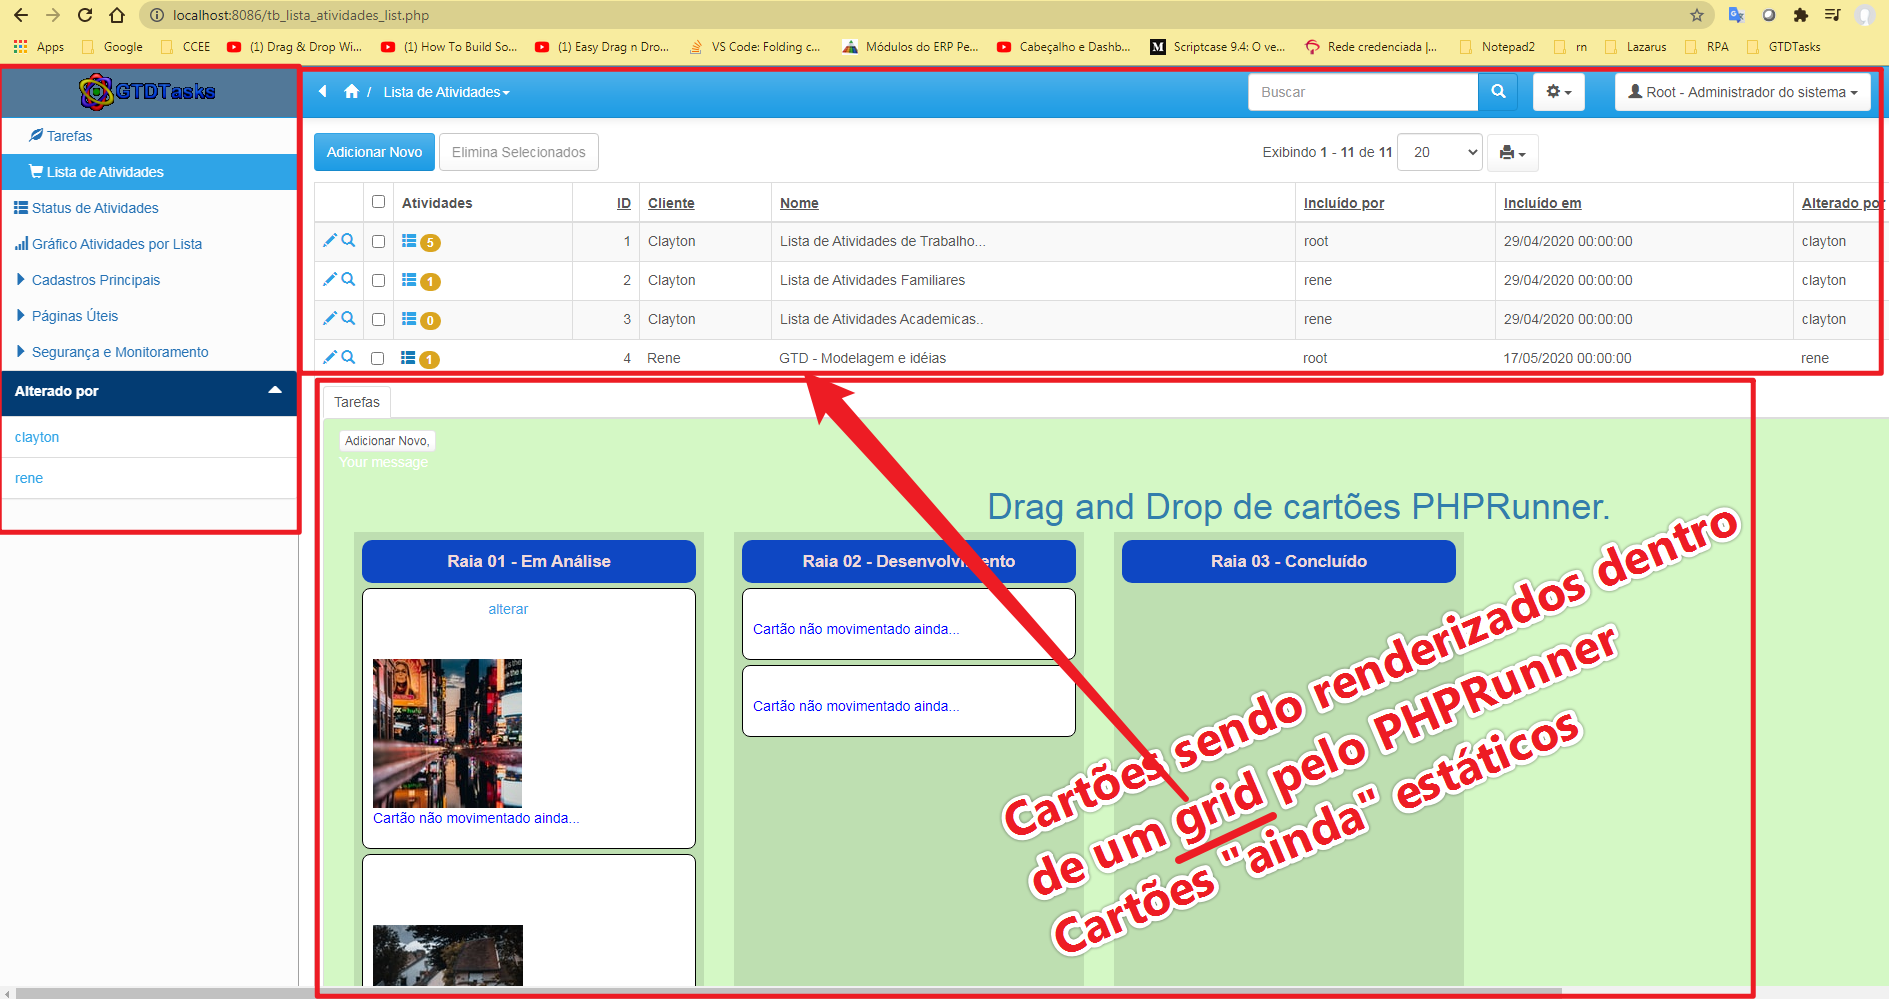 localhost:8086/tb_lista_atividades_list.php
Apps Google CCEE (1) Drag & Drop Wi... (1) How To Build So... (1) Easy Drag n Dro... VS Code: Folding c... Módulos do ERP Pe... Cabeçalho e Dashb... Scriptcase 9.4: O ve... Rede credenciada |... Notepad2 rn Lazarus RPA GTDTasks
GTDTasks
/ Lista de Atividades
Buscar
Root - Administrador do sistema
Tarefas
Lista de Atividades
Status de Atividades
Gráfico Atividades por Lista
Cadastros Principais
Páginas Úteis
Segurança e Monitoramento
Alterado por
clayton
rene
Adicionar Novo Elimina Selecionados
Exibindo 1 - 11 de 11 20
Atividades ID Cliente Nome Incluído por Incluído em Alterado por
5 1 Clayton Lista de Atividades de Trabalho... root 29/04/2020 00:00:00 clayton
1 2 Clayton Lista de Atividades Familiares rene 29/04/2020 00:00:00 clayton
0 3 Clayton Lista de Atividades Academicas.. rene 29/04/2020 00:00:00 clayton
1 4 Rene GTD - Modelagem e idéias root 17/05/2020 00:00:00 rene
Tarefas
Adicionar Novo,
Your message
Drag and Drop de cartões PHPRunner.
Raia 01 - Em Análise
alterar
Cartão não movimentado ainda...
Raia 02 - Desenvolvimento
Cartão não movimentado ainda...
Cartão não movimentado ainda...
Raia 03 - Concluído
Cartões sendo renderizados dentro
de um grid pelo PHPRunner
Cartões "ainda" estáticos